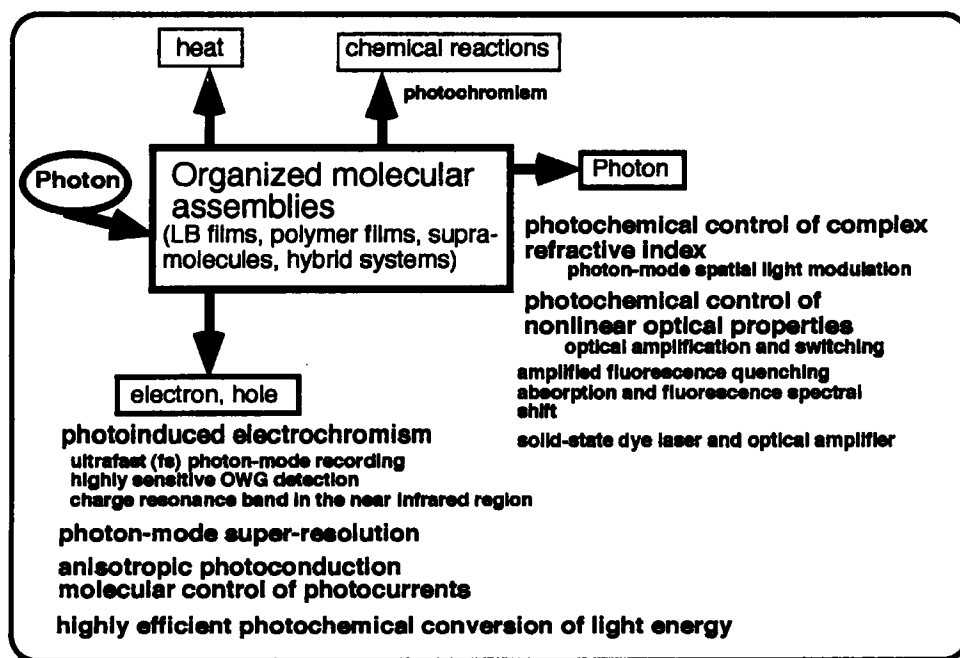 heat
chemical reactions
photochromism
Photon
Organized molecular
assemblies
(LB films, polymer films, supra-
molecules, hybrid systems)
Photon
photochemical control of complex
refractive index
photon-mode spatial light modulation
photochemical control of
nonlinear optical properties
optical amplification and switching
amplified fluorescence quenching
absorption and fluorescence spectral
shift
solid-state dye laser and optical amplifier
electron, hole
photoinduced electrochromism
ultrafast (fs) photon-mode recording
highly sensitive OWG detection
charge resonance band in the near infrared region
photon-mode super-resolution
anisotropic photoconduction
molecular control of photocurrents
highly efficient photochemical conversion of light energy